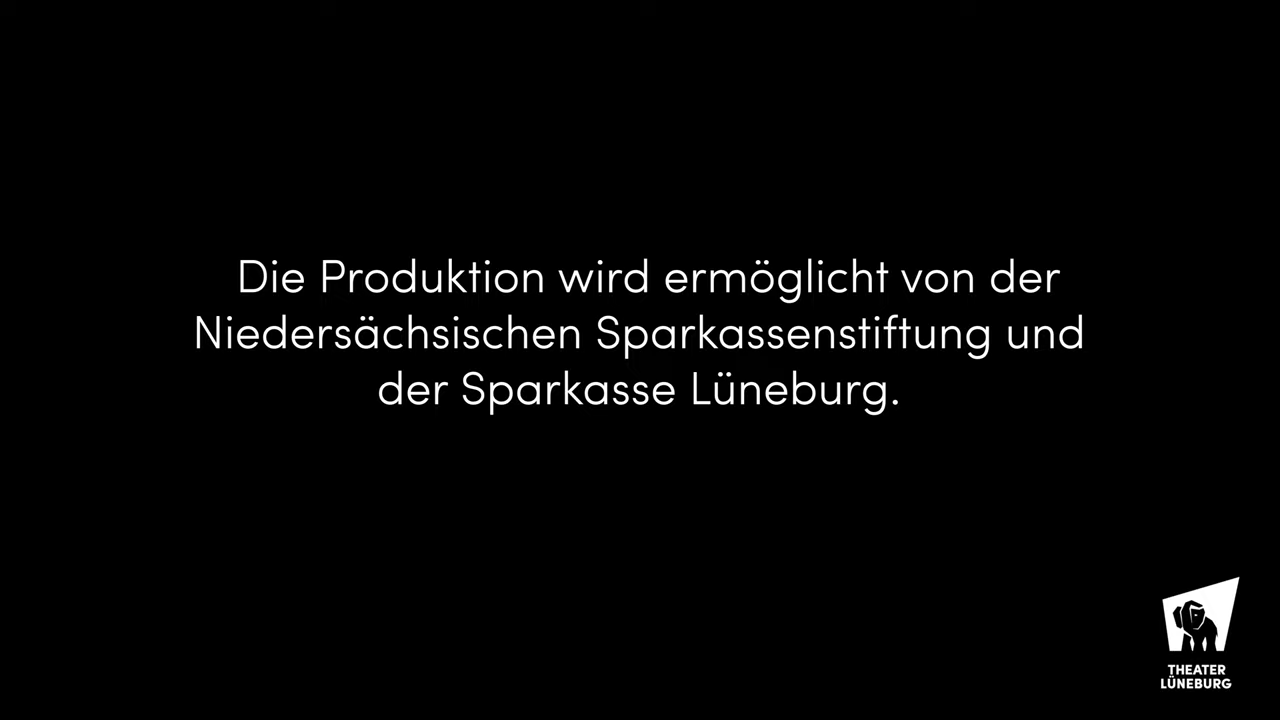 Die Produktion wird ermöglicht von der
Niedersächsischen Sparkassenstiftung und
der Sparkasse Lüneburg.
THEATER
LÜNEBURG